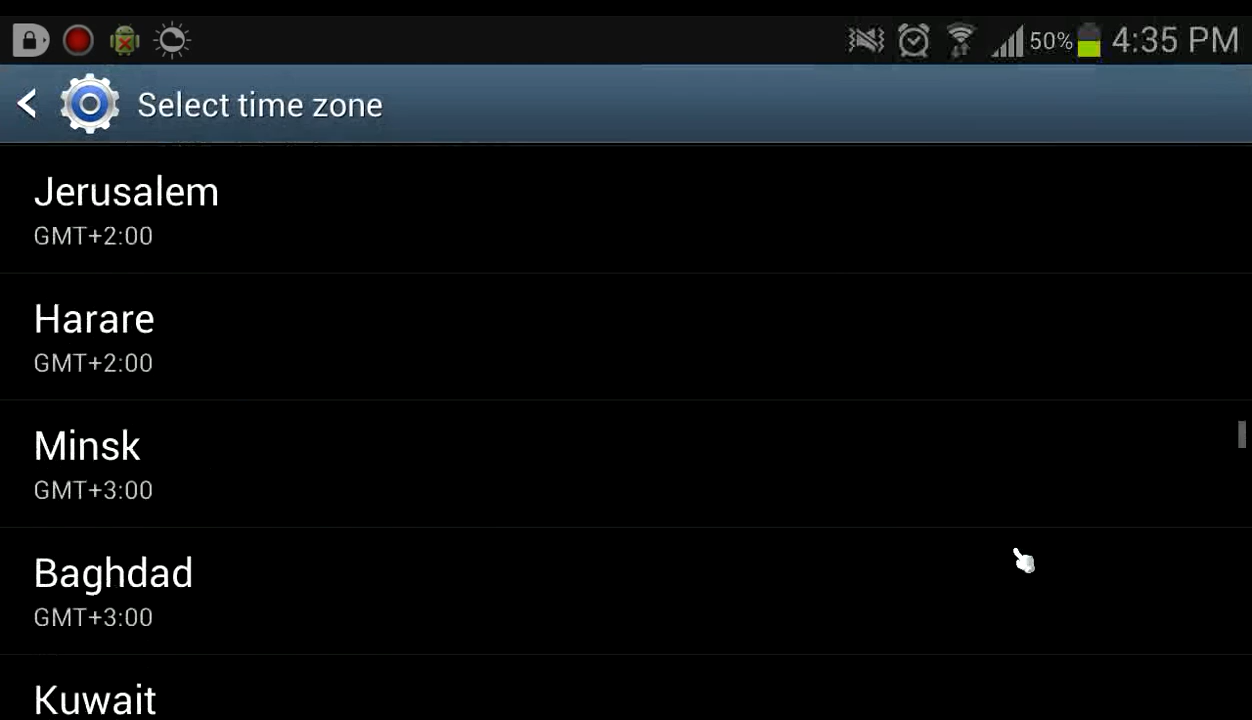 50% 4:35 PM
Select time zone
Jerusalem
GMT+2:00
Harare
GMT+2:00
Minsk
GMT+3:00
Baghdad
GMT+3:00
Kuwait